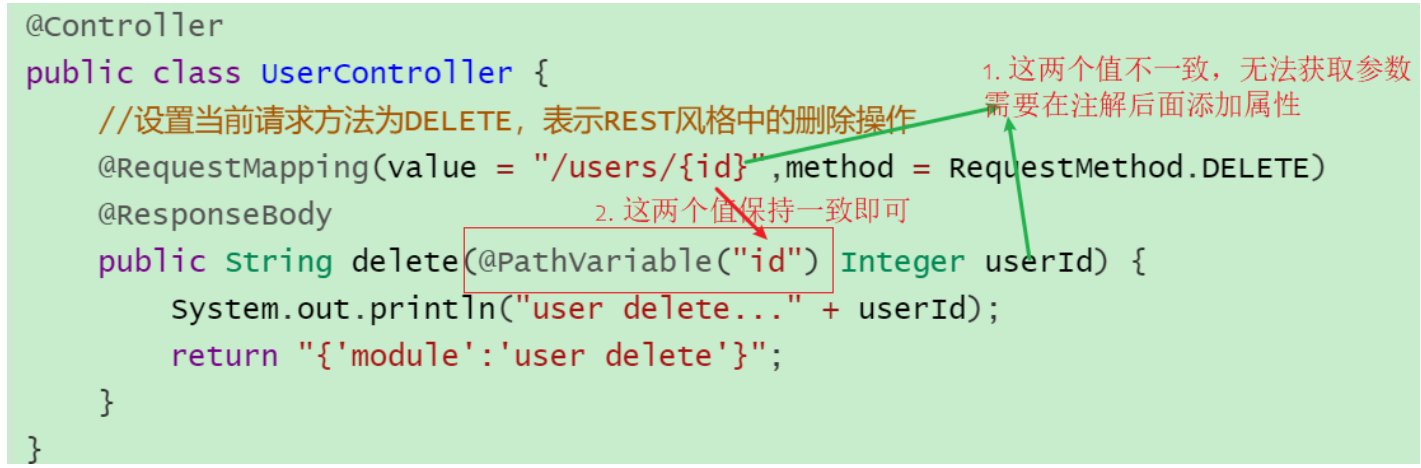 @Controller
public class UserController {
1. 这两个值不一致，无法获取参数
需要在注解后面添加属性
//设置当前请求方法为DELETE，表示REST风格中的删除操作
@RequestMapping(value = "/users/{id}",method = RequestMethod.DELETE)
@ResponseBody
2. 这两个值保持一致即可
public String delete(@PathVariable("id") Integer userId) {
System.out.println("user delete..." + userId);
return "{'module':'user delete'}";
}
}